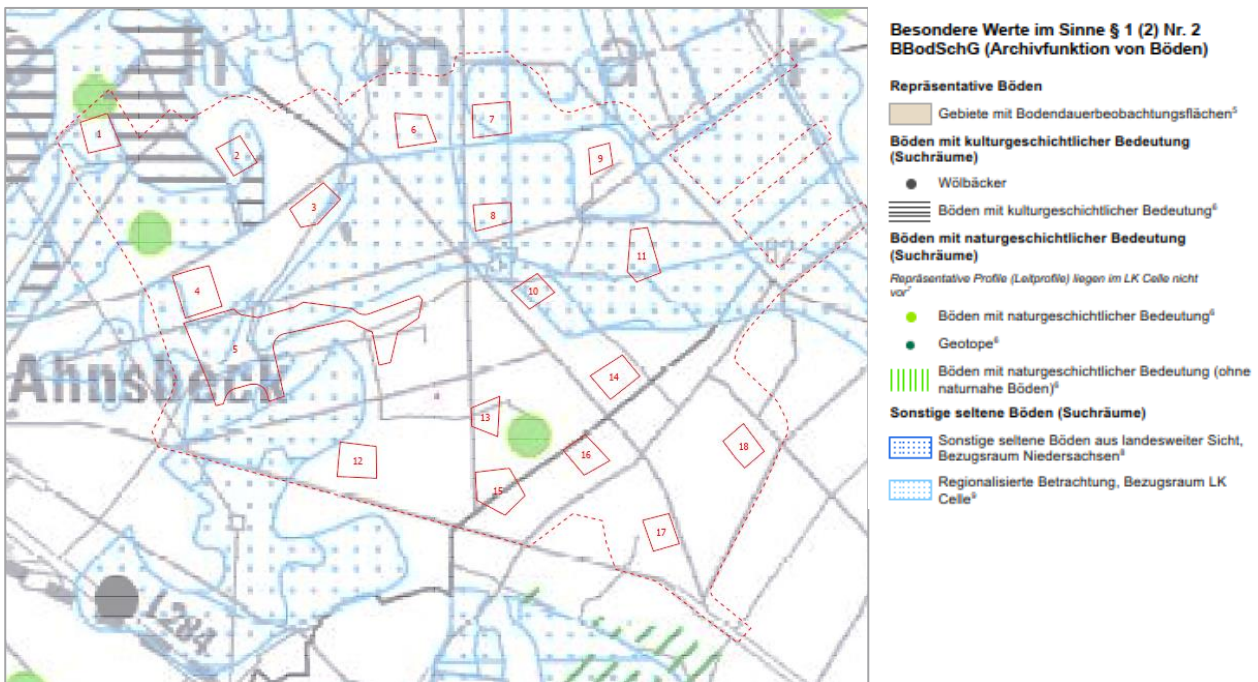 m a r
1
2
3
4
5
6
7
8
9
10
11
12
13
14
15
16
17
18
Ahnsbeck
L284
Besondere Werte im Sinne § 1 (2) Nr. 2
BBodSchG (Archivfunktion von Böden)
Repräsentative Böden
Gebiete mit Bodendauerbeobachtungsflächen⁵
Böden mit kulturgeschichtlicher Bedeutung
(Suchräume)
Wölbäcker
Böden mit kulturgeschichtlicher Bedeutung⁶
Böden mit naturgeschichtlicher Bedeutung
(Suchräume)
Repräsentative Profile (Leitprofile) liegen im LK Celle nicht
vor⁷
Böden mit naturgeschichtlicher Bedeutung⁶
Geotope⁶
Böden mit naturgeschichtlicher Bedeutung (ohne
naturnahe Böden)⁶
Sonstige seltene Böden (Suchräume)
Sonstige seltene Böden aus landesweiter Sicht,
Bezugsraum Niedersachsen⁸
Regionalisierte Betrachtung, Bezugsraum LK
Celle⁹